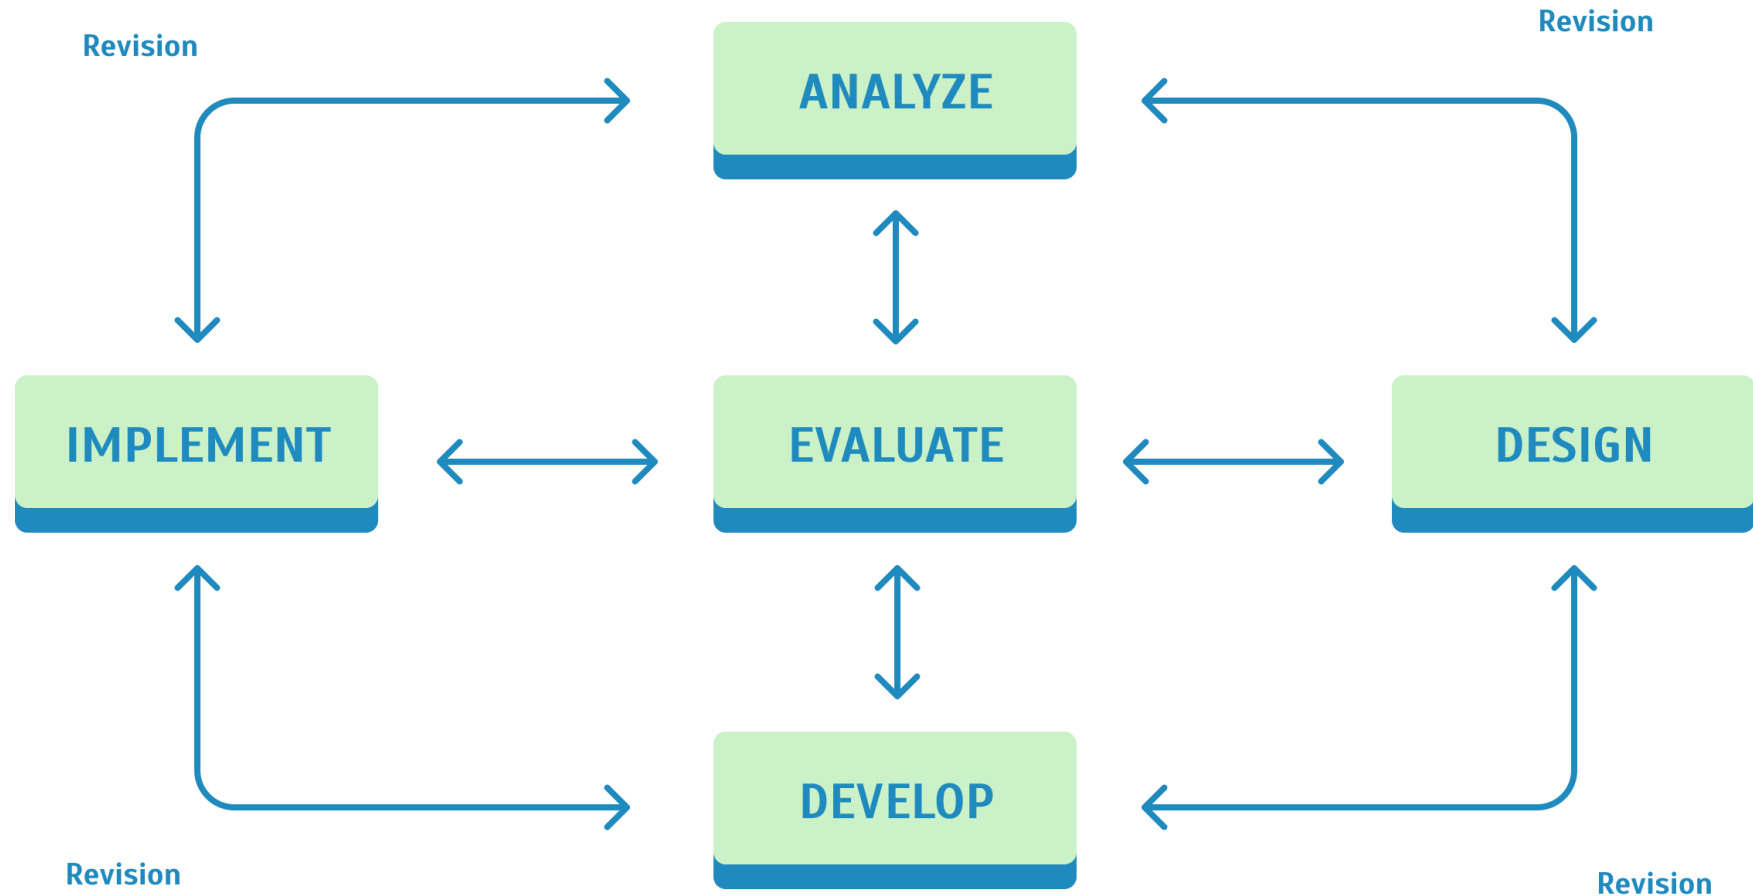 Revision
Revision
ANALYZE
IMPLEMENT
EVALUATE
DESIGN
DEVELOP
Revision
Revision